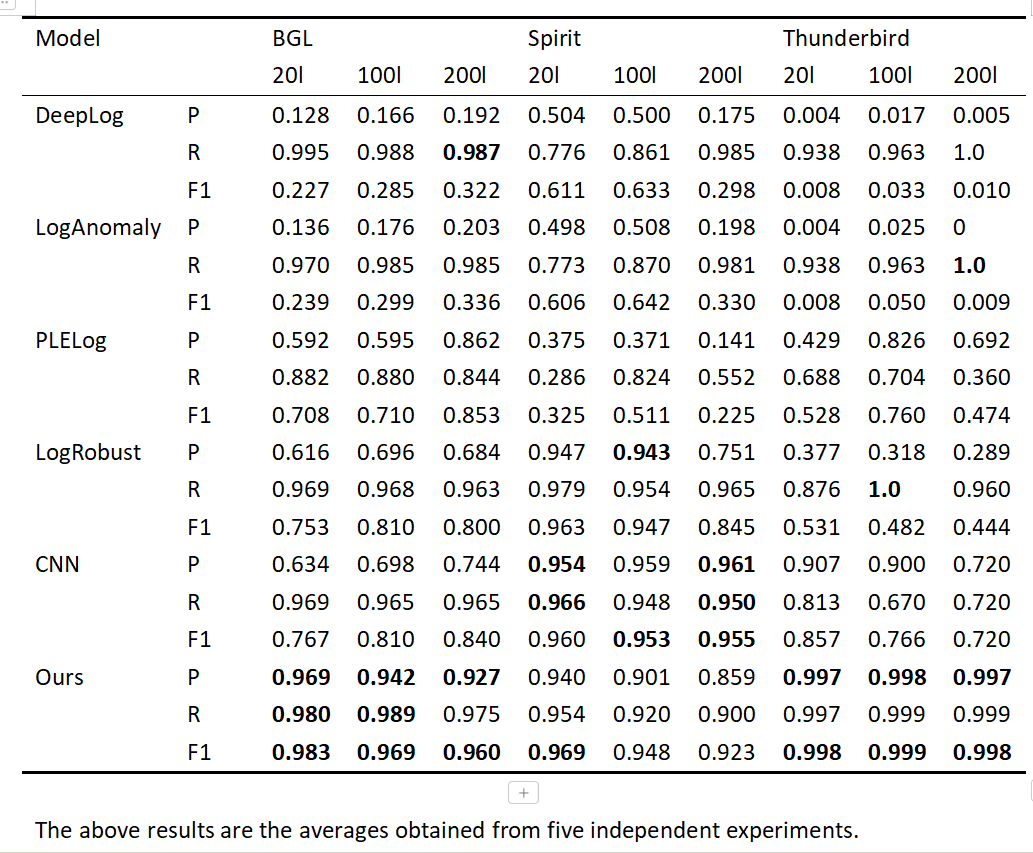 Model BGL Spirit Thunderbird
20l 100l 200l 20l 100l 200l 20l 100l 200l
DeepLog P 0.128 0.166 0.192 0.504 0.500 0.175 0.004 0.017 0.005
R 0.995 0.988 0.987 0.776 0.861 0.985 0.938 0.963 1.0
F1 0.227 0.285 0.322 0.611 0.633 0.298 0.008 0.033 0.010
LogAnomaly P 0.136 0.176 0.203 0.498 0.508 0.198 0.004 0.025 0
R 0.970 0.985 0.985 0.773 0.870 0.981 0.938 0.963 1.0
F1 0.239 0.299 0.336 0.606 0.642 0.330 0.008 0.050 0.009
PLELog P 0.592 0.595 0.862 0.375 0.371 0.141 0.429 0.826 0.692
R 0.882 0.880 0.844 0.286 0.824 0.552 0.688 0.704 0.360
F1 0.708 0.710 0.853 0.325 0.511 0.225 0.528 0.760 0.474
LogRobust P 0.616 0.696 0.684 0.947 0.943 0.751 0.377 0.318 0.289
R 0.969 0.968 0.963 0.979 0.954 0.965 0.876 1.0 0.960
F1 0.753 0.810 0.800 0.963 0.947 0.845 0.531 0.482 0.444
CNN P 0.634 0.698 0.744 0.954 0.959 0.961 0.907 0.900 0.720
R 0.969 0.965 0.965 0.966 0.948 0.950 0.813 0.670 0.720
F1 0.767 0.810 0.840 0.960 0.953 0.955 0.857 0.766 0.720
Ours P 0.969 0.942 0.927 0.940 0.901 0.859 0.997 0.998 0.997
R 0.980 0.989 0.975 0.954 0.920 0.900 0.997 0.999 0.999
F1 0.983 0.969 0.960 0.969 0.948 0.923 0.998 0.999 0.998
The above results are the averages obtained from five independent experiments.